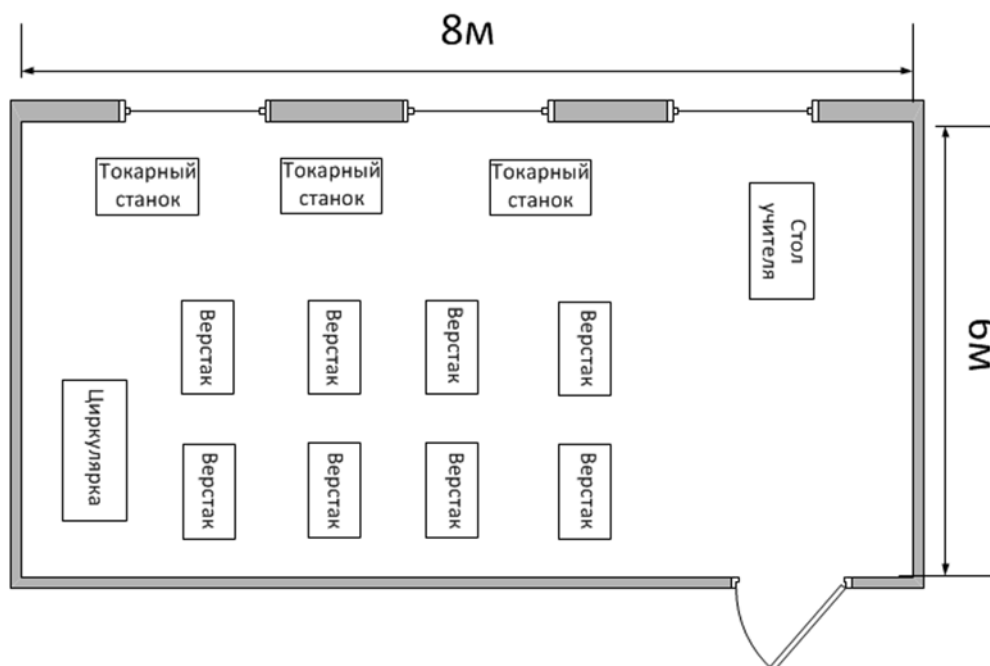 8м
Токарный
станок
Токарный
станок
Токарный
станок
Стол
учителя
6м
Верстак
Верстак
Верстак
Верстак
Циркулярка
Верстак
Верстак
Верстак
Верстак